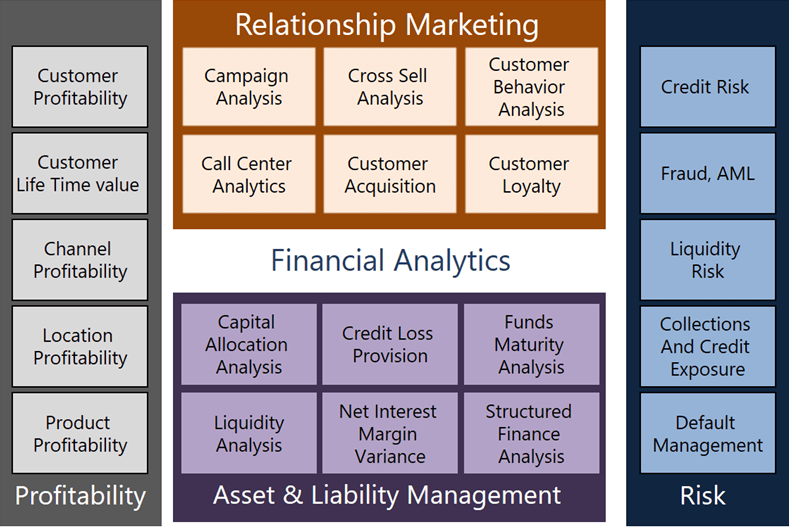 Customer
Profitability
Customer
Life Time value
Channel
Profitability
Location
Profitability
Product
Profitability
Profitability
Relationship Marketing
Campaign
Analysis
Cross Sell
Analysis
Customer
Behavior
Analysis
Call Center
Analytics
Customer
Acquisition
Customer
Loyalty
Financial Analytics
Capital
Allocation
Analysis
Credit Loss
Provision
Funds
Maturity
Analysis
Liquidity
Analysis
Net Interest
Margin
Variance
Structured
Finance
Analysis
Asset & Liability Management
Credit Risk
Fraud, AML
Liquidity
Risk
Collections
And Credit
Exposure
Default
Management
Risk